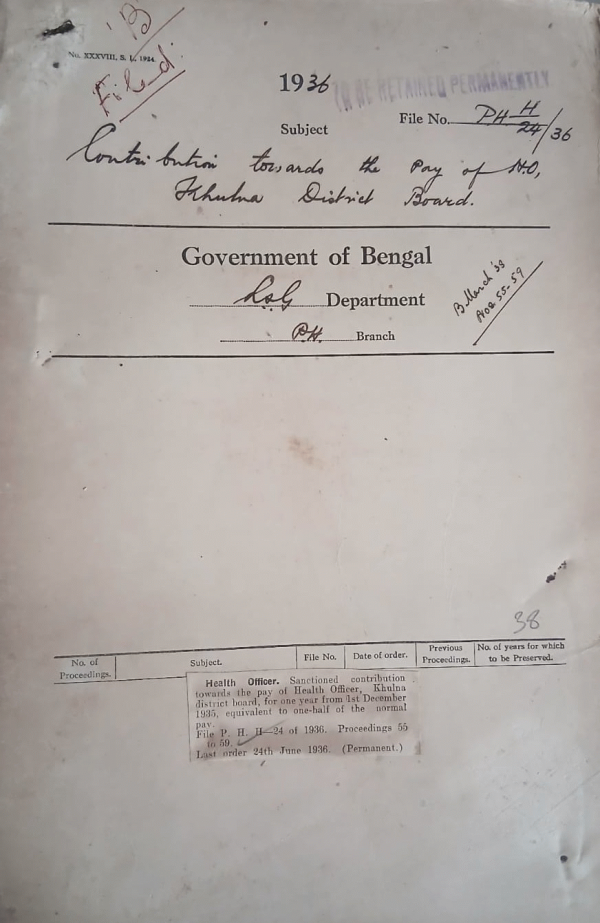 'B
Filed.
No. XXXVIII, S. L., 1934.
1936
TO BE RETAINED PERMANENTLY
File No. PH H/24/36
Subject
Contribution towards the Pay of H.O,
Khulna District Board.
Government of Bengal
LSG Department
P.H. Branch
B March '38
Nos 55-59
38
No. of Proceedings. Subject. File No. Date of order. Previous Proceedings. No. of years for which to be Preserved.
Health Officer. Sanctioned contribution
towards the pay of Health Officer, Khulna
district board, for one year from 1st December
1935, equivalent to one-half of the normal
pay.
File P. H. H—24 of 1936. Proceedings 55
to 59.
Last order 24th June 1936. (Permanent.)